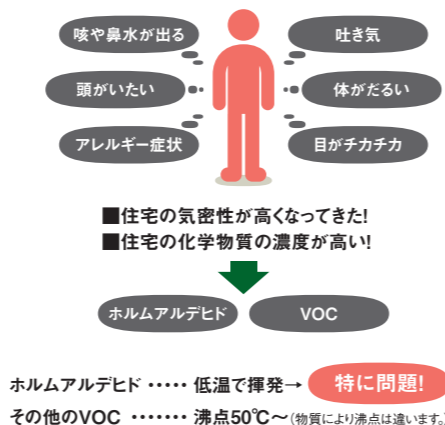 咳や鼻水が出る
吐き気
頭がいたい
体がだるい
アレルギー症状
目がチカチカ
■住宅の気密性が高くなってきた!
■住宅の化学物質の濃度が高い!
ホルムアルデヒド
VOC
ホルムアルデヒド ‥‥‥ 低温で揮発→ 特に問題!
その他のVOC ‥‥‥‥ 沸点50℃〜(物質により沸点は違います。)